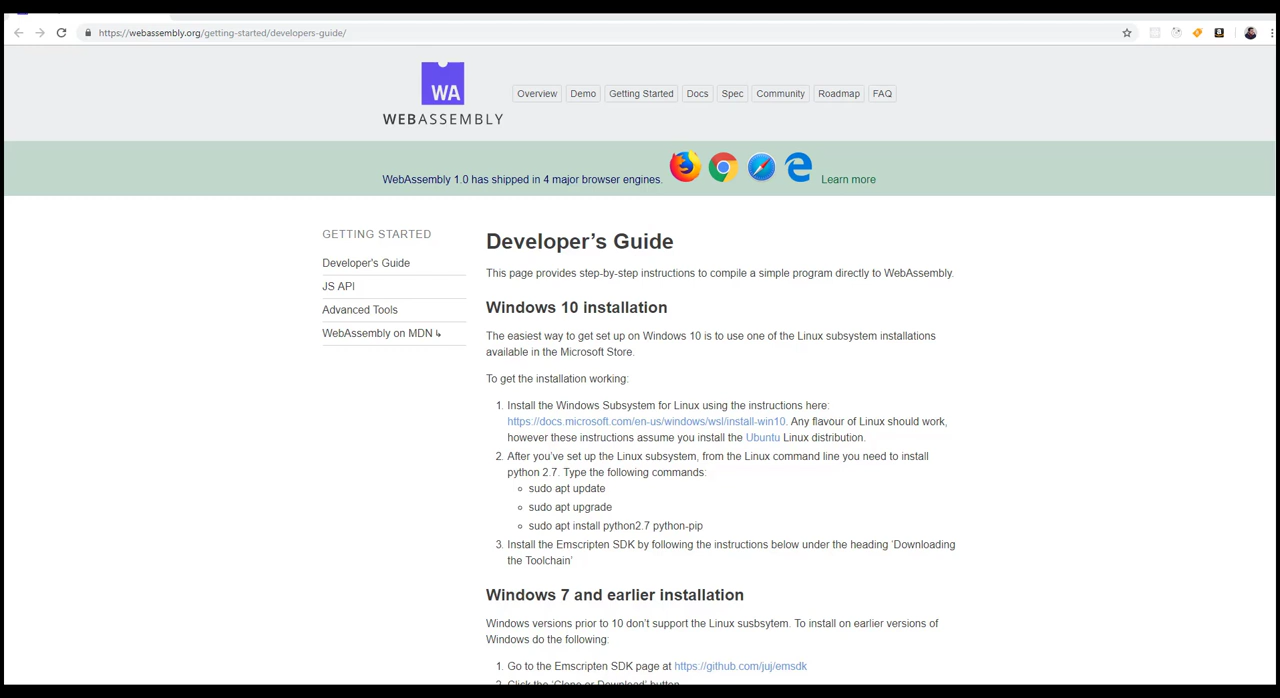 https://webassembly.org/getting-started/developers-guide/
WA
WEBASSEMBLY
Overview Demo Getting Started Docs Spec Community Roadmap FAQ
WebAssembly 1.0 has shipped in 4 major browser engines. Learn more
GETTING STARTED
Developer's Guide
JS API
Advanced Tools
WebAssembly on MDN ↳
Developer’s Guide
This page provides step-by-step instructions to compile a simple program directly to WebAssembly.
Windows 10 installation
The easiest way to get set up on Windows 10 is to use one of the Linux subsystem installations
available in the Microsoft Store.
To get the installation working:
1. Install the Windows Subsystem for Linux using the instructions here:
https://docs.microsoft.com/en-us/windows/wsl/install-win10. Any flavour of Linux should work,
however these instructions assume you install the Ubuntu Linux distribution.
2. After you’ve set up the Linux subsystem, from the Linux command line you need to install
python 2.7. Type the following commands:
sudo apt update
sudo apt upgrade
sudo apt install python2.7 python-pip
3. Install the Emscripten SDK by following the instructions below under the heading ‘Downloading
the Toolchain’
Windows 7 and earlier installation
Windows versions prior to 10 don’t support the Linux susbsytem. To install on earlier versions of
Windows do the following:
1. Go to the Emscripten SDK page at https://github.com/juj/emsdk
2. Click the ‘Clone or Download’ button